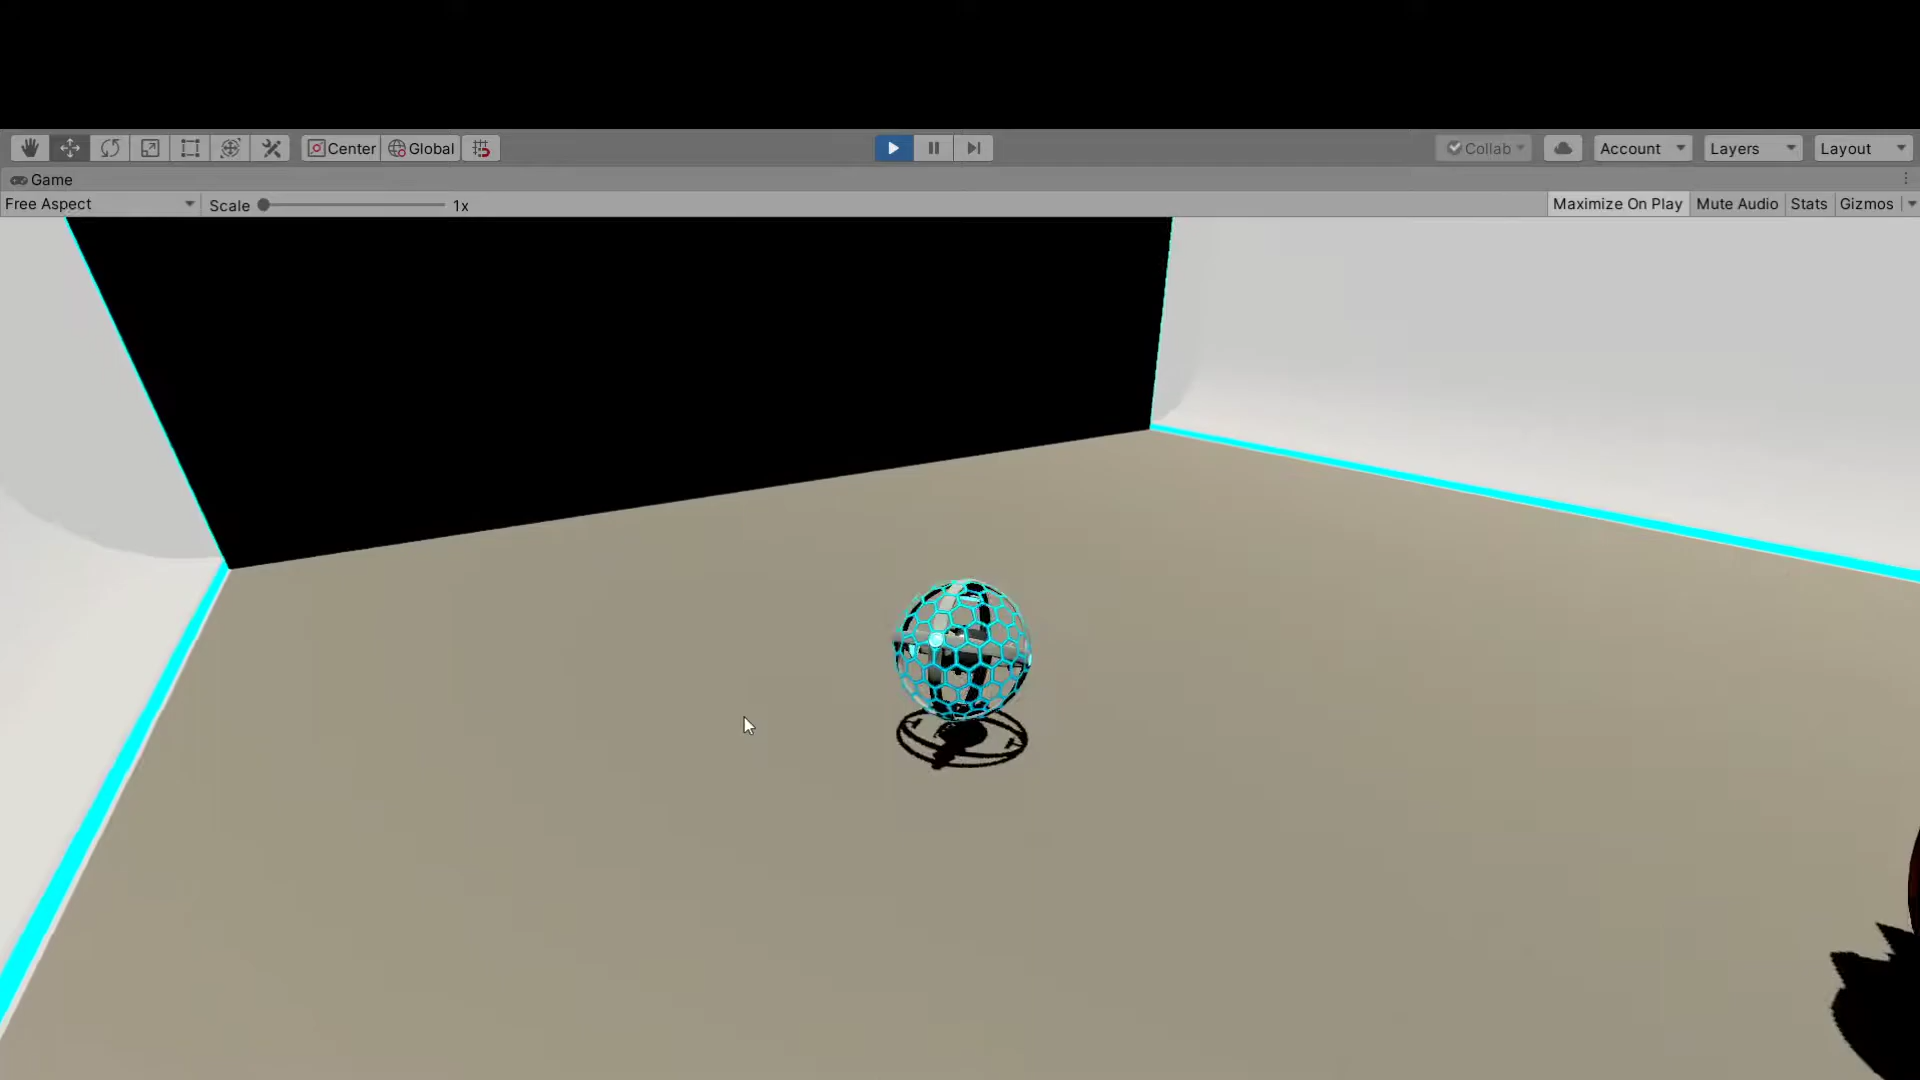 Center Global Collab Account Layers Layout
Game
Free Aspect Scale 1x Maximize On Play Mute Audio Stats Gizmos